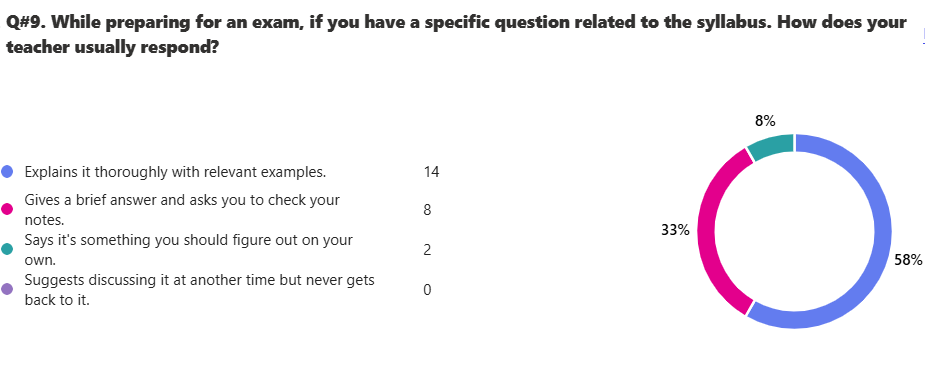 Q#9. While preparing for an exam, if you have a specific question related to the syllabus. How does your
teacher usually respond?
Explains it thoroughly with relevant examples. 14
Gives a brief answer and asks you to check your
notes. 8
Says it's something you should figure out on your
own. 2
Suggests discussing it at another time but never gets
back to it. 0
8%
33%
58%